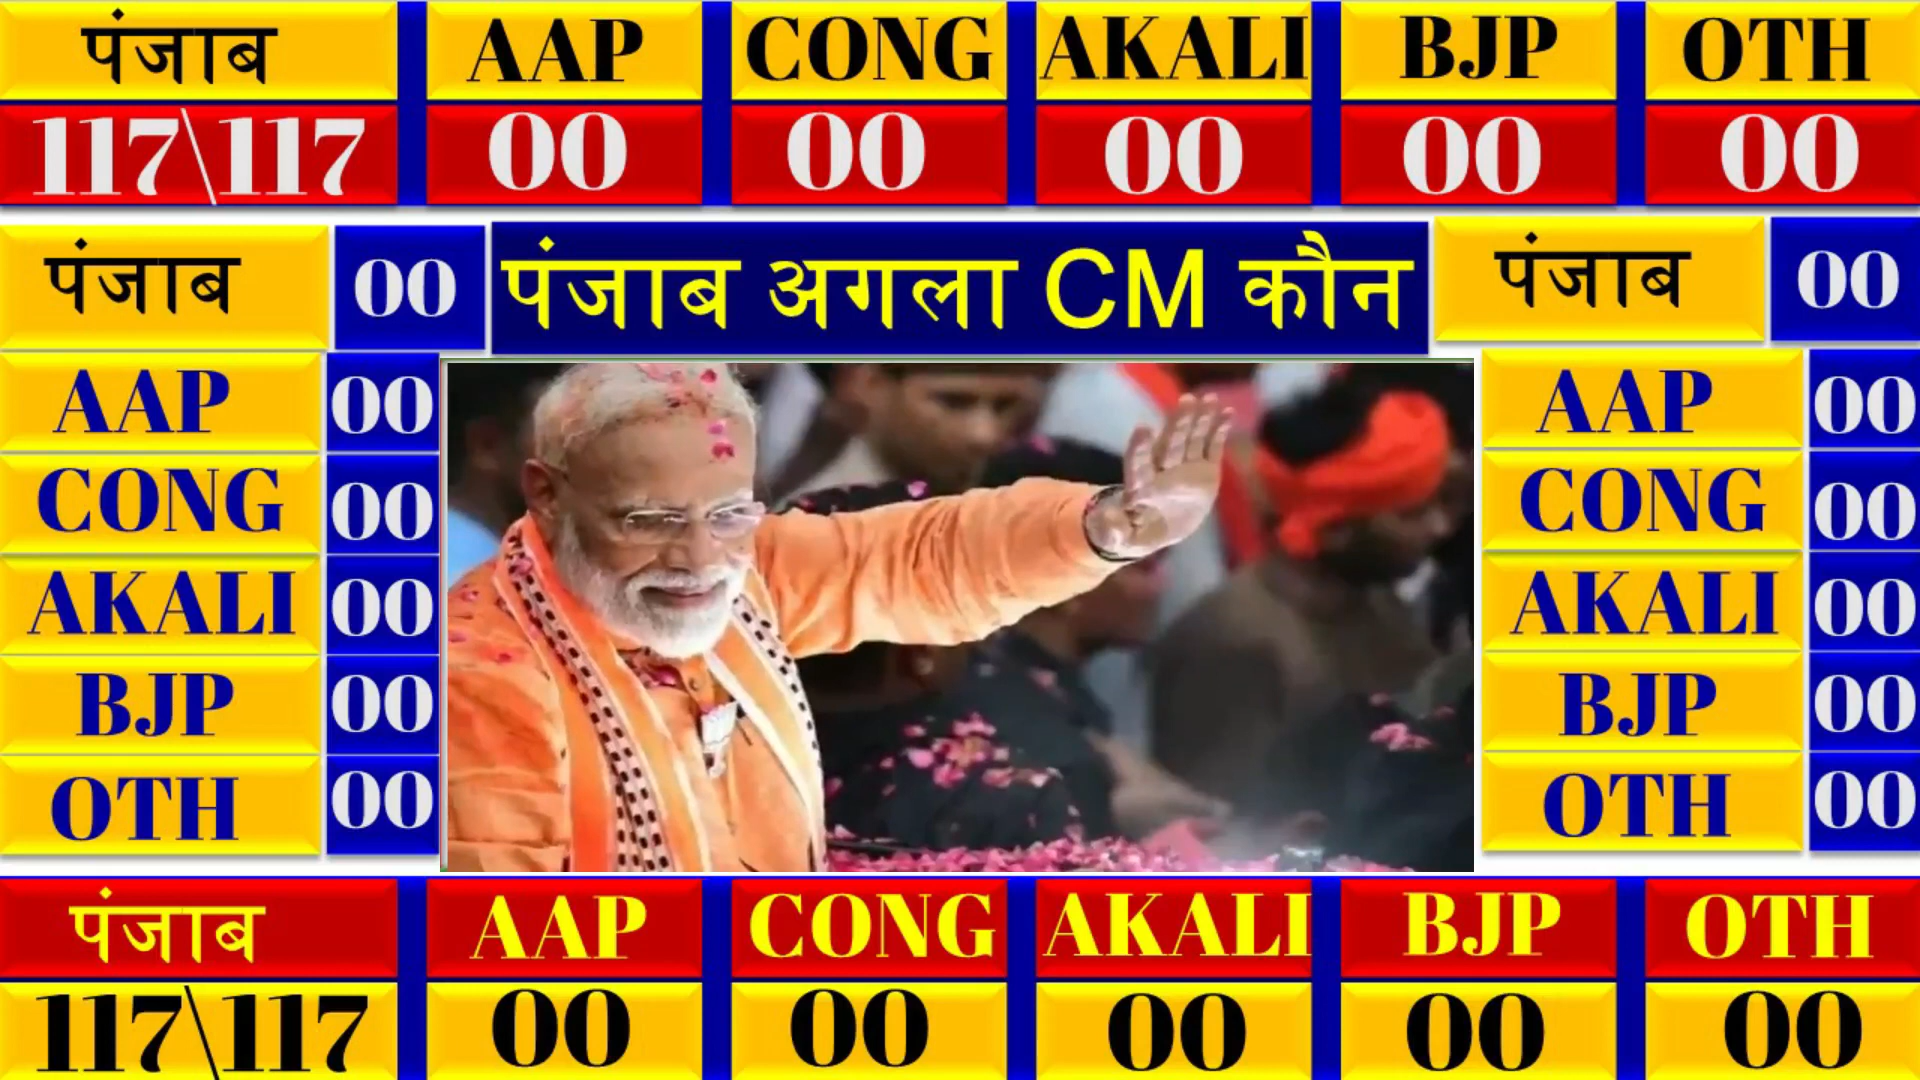 पंजाब AAP CONG AKALI BJP OTH
117\117 00 00 00 00 00
पंजाब 00 पंजाब अगला CM कौन पंजाब 00
AAP 00 AAP 00
CONG 00 CONG 00
AKALI 00 AKALI 00
BJP 00 BJP 00
OTH 00 OTH 00
पंजाब AAP CONG AKALI BJP OTH
117\117 00 00 00 00 00